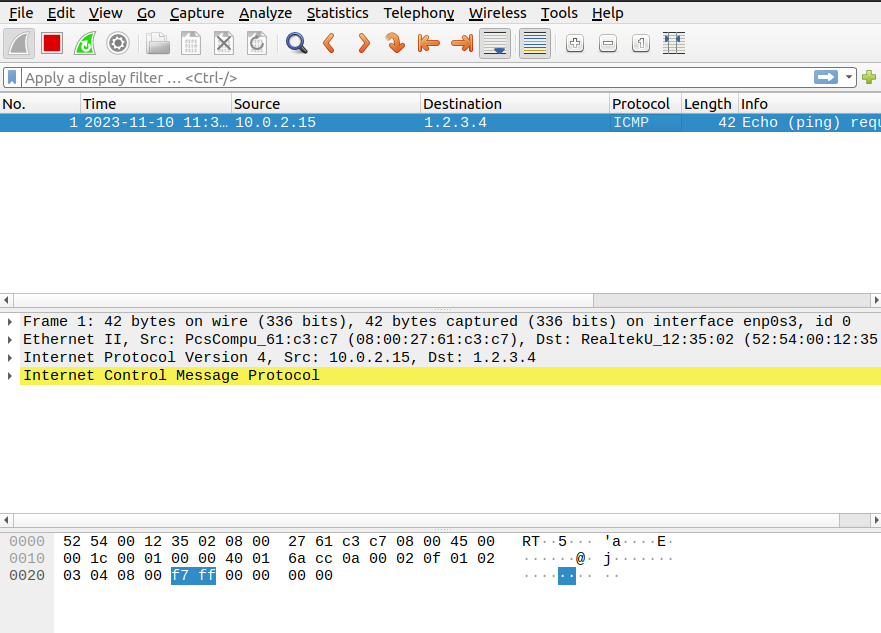 File Edit View Go Capture Analyze Statistics Telephony Wireless Tools Help
Apply a display filter … <Ctrl-/>
No. Time Source Destination Protocol Length Info
1 2023-11-10 11:3… 10.0.2.15 1.2.3.4 ICMP 42 Echo (ping) requ
Frame 1: 42 bytes on wire (336 bits), 42 bytes captured (336 bits) on interface enp0s3, id 0
Ethernet II, Src: PcsCompu_61:c3:c7 (08:00:27:61:c3:c7), Dst: RealtekU_12:35:02 (52:54:00:12:35
Internet Protocol Version 4, Src: 10.0.2.15, Dst: 1.2.3.4
Internet Control Message Protocol
0000 52 54 00 12 35 02 08 00 27 61 c3 c7 08 00 45 00 RT··5··· 'a····E·
0010 00 1c 00 01 00 00 40 01 6a cc 0a 00 02 0f 01 02 ······@· j·······
0020 03 04 08 00 f7 ff 00 00 00 00 ········ ··